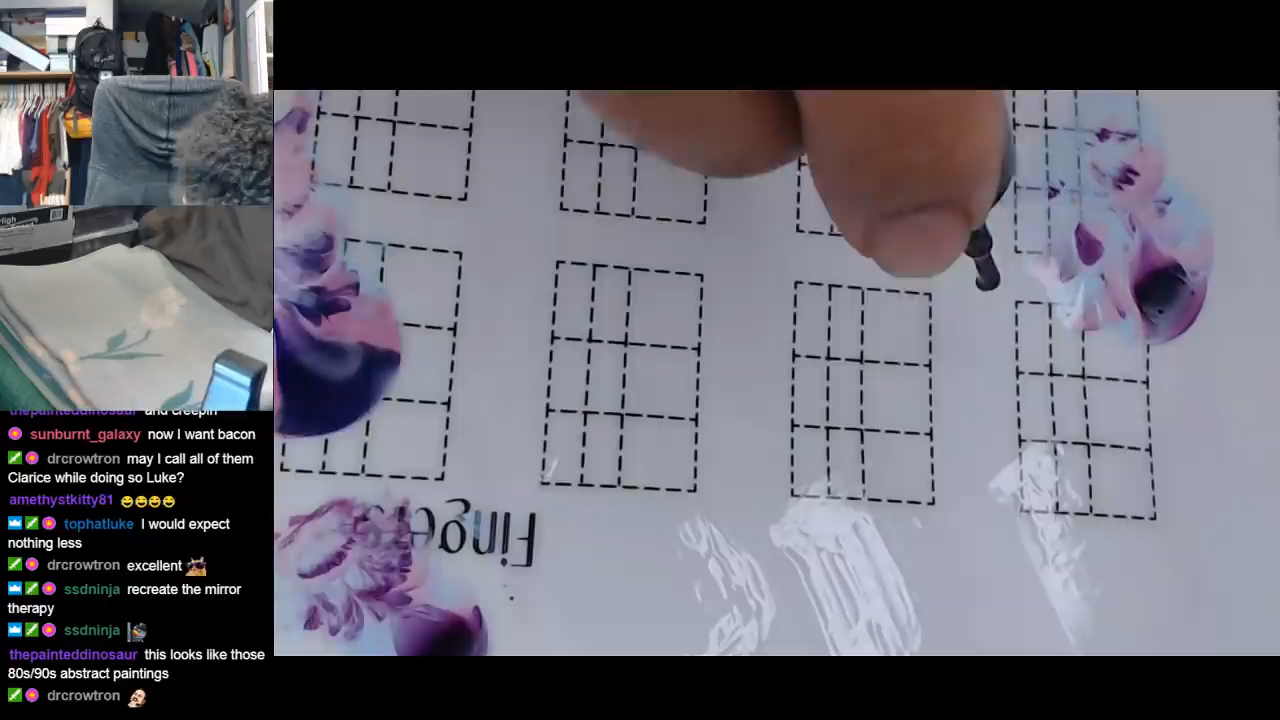 High
thepainteddinosaur and creepin
sunburnt_galaxy now I want bacon
drcrowtron may I call all of them
Clarice while doing so Luke?
amethystkitty81
tophatluke I would expect
nothing less
drcrowtron excellent
ssdninja recreate the mirror
therapy
ssdninja
thepainteddinosaur this looks like those
80s/90s abstract paintings
drcrowtron
Fingers